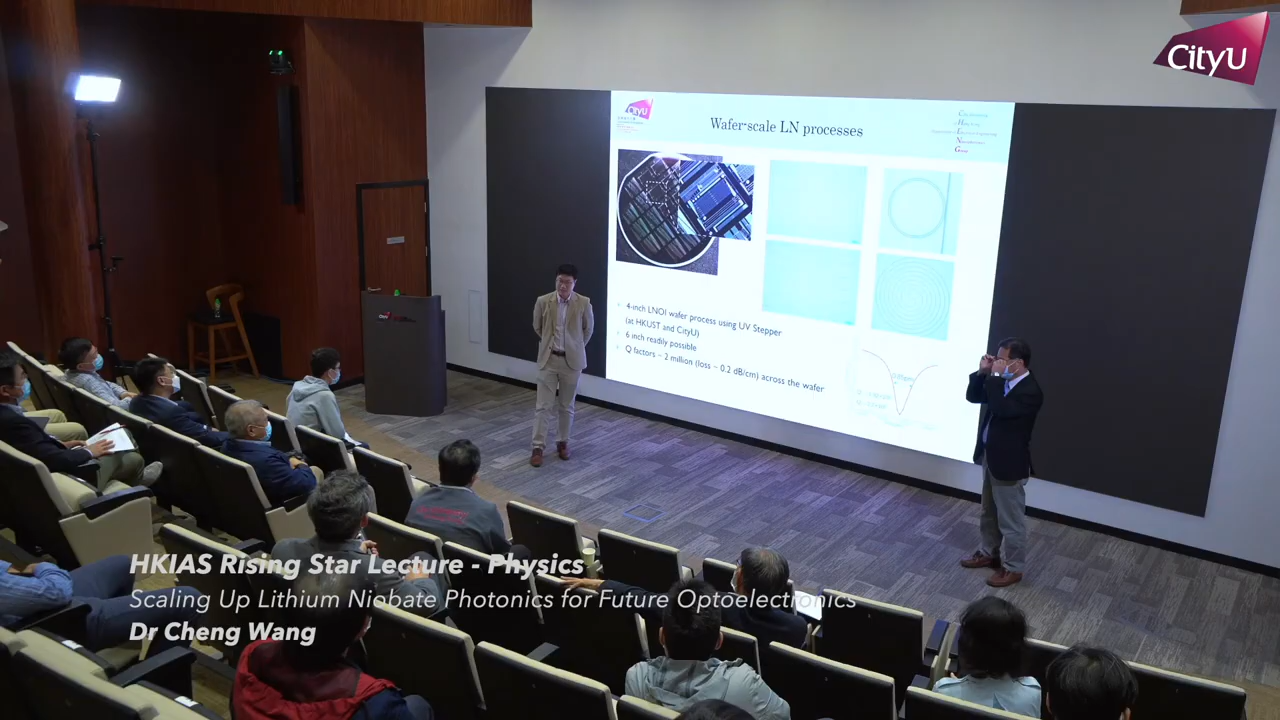 CityU
CityU
Wafer-scale LN processes
4-inch LNOI wafer process using UV Stepper
(at HKUST and CityU)
6 inch readily possible
Q factors ~ 2 million (loss ~ 0.2 dB/cm) across the wafer
CityU
HKIAS Rising Star Lecture - Physics
Scaling Up Lithium Niobate Photonics for Future Optoelectronics
Dr Cheng Wang